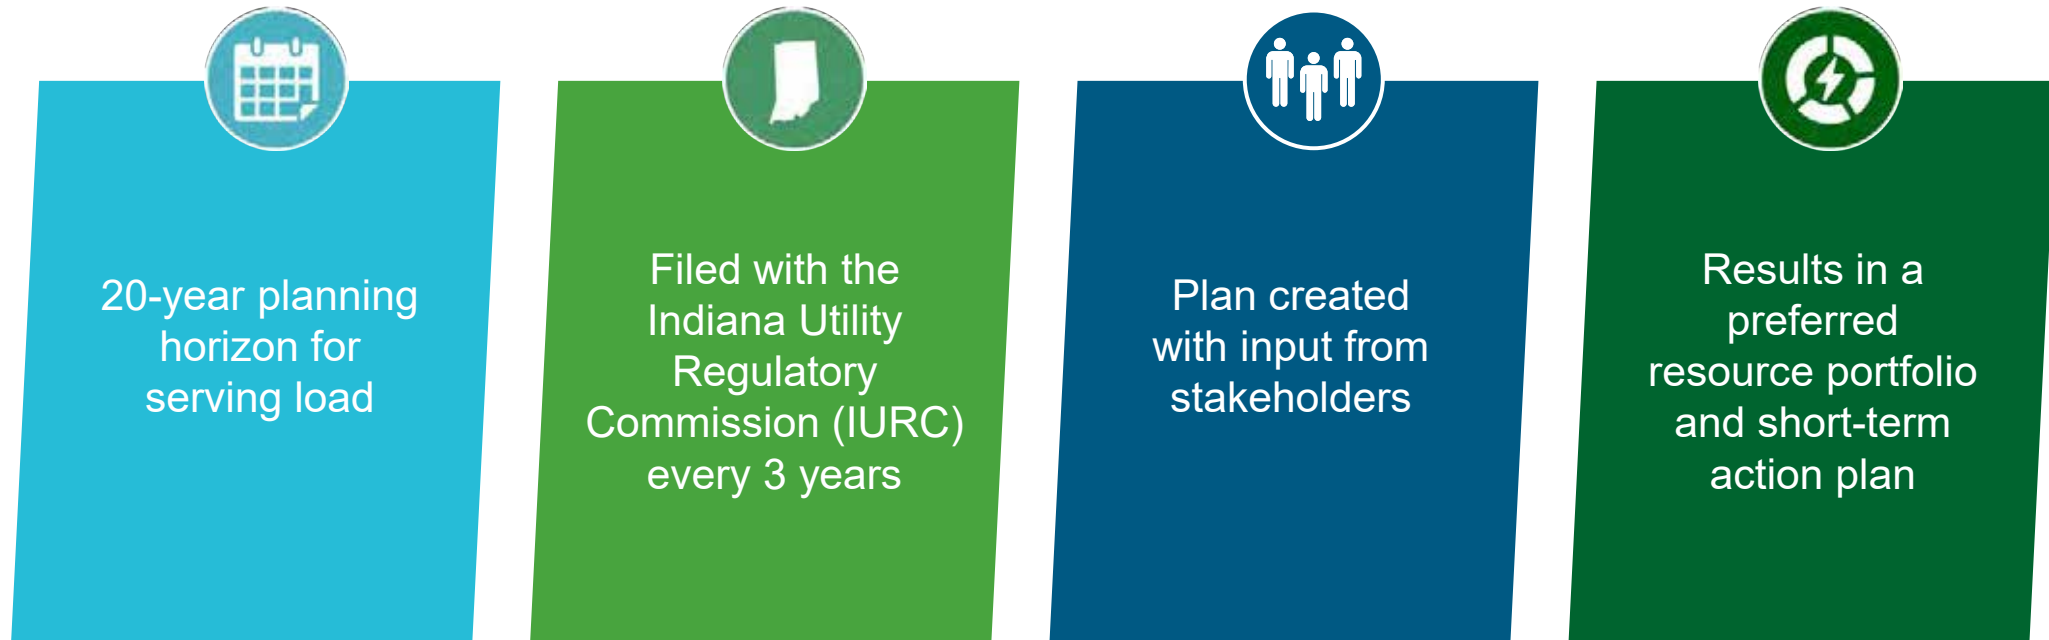 20-year planning
horizon for
serving load
Filed with the
Indiana Utility
Regulatory
Commission (IURC)
every 3 years
Plan created
with input from
stakeholders
Results in a
preferred
resource portfolio
and short-term
action plan